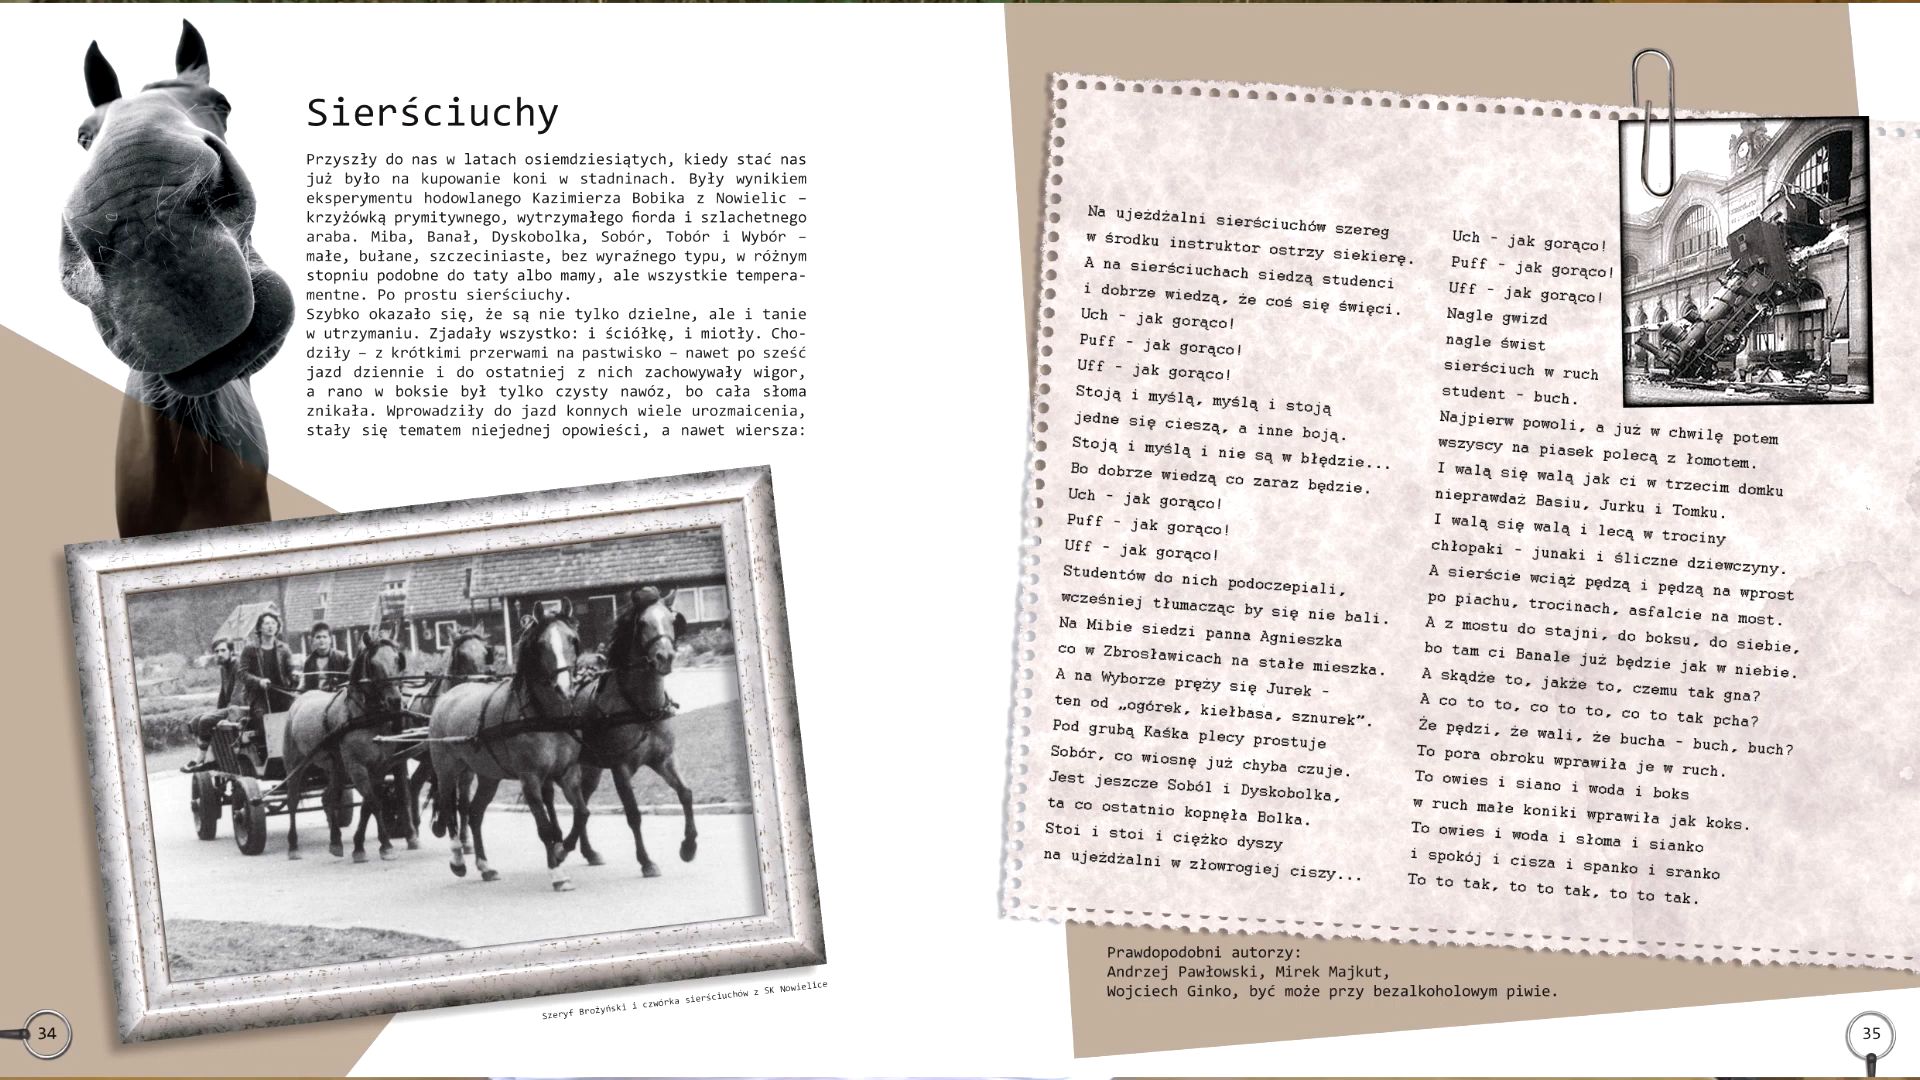 Sierściuchy
Przyszły do nas w latach osiemdziesiątych, kiedy stać nas
już było na kupowanie koni w stadninach. Były wynikiem
eksperymentu hodowlanego Kazimierza Bobika z Nowielic –
krzyżówką prymitywnego, wytrzymałego fiorda i szlachetnego
araba. Miba, Banał, Dyskobolka, Sobór, Tobór i Wybór –
małe, bułane, szczeciniaste, bez wyraźnego typu, w różnym
stopniu podobne do taty albo mamy, ale wszystkie tempera-
mentne. Po prostu sierściuchy.
Szybko okazało się, że są nie tylko dzielne, ale i tanie
w utrzymaniu. Zjadały wszystko: i ściółkę, i miotły. Cho-
dziły – z krótkimi przerwami na pastwisko – nawet po sześć
jazd dziennie i do ostatniej z nich zachowywały wigor,
a rano w boksie był tylko czysty nawóz, bo cała słoma
znikała. Wprowadziły do jazd konnych wiele urozmaicenia,
stały się tematem niejednej opowieści, a nawet wiersza:
Szeryf Brożyński i czwórka sierściuchów z SK Nowielice
34
Na ujeżdżalni sierściuchów szereg
w środku instruktor ostrzy siekierę.
A na sierściuchach siedzą studenci
i dobrze wiedzą, że coś się święci.
Uch - jak gorąco!
Puff - jak gorąco!
Uff - jak gorąco!
Stoją i myślą, myślą i stoją
jedne się cieszą, a inne boją.
Stoją i myślą i nie są w błędzie...
Bo dobrze wiedzą co zaraz będzie.
Uch - jak gorąco!
Puff - jak gorąco!
Uff - jak gorąco!
Studentów do nich podoczepiali,
wcześniej tłumacząc by się nie bali.
Na Mibie siedzi panna Agnieszka
co w Zbrosławicach na stałe mieszka.
A na Wyborze pręży się Jurek -
ten od „ogórek, kiełbasa, sznurek”.
Pod grubą Kaśka plecy prostuje
Sobór, co wiosnę już chyba czuje.
Jest jeszcze Soból i Dyskobolka,
ta co ostatnio kopnęła Bolka.
Stoi i stoi i ciężko dyszy
na ujeżdżalni w złowrogiej ciszy...
Uch - jak gorąco!
Puff - jak gorąco!
Uff - jak gorąco!
Nagle gwizd
nagle świst
sierściuch w ruch
student - buch.
Najpierw powoli, a już w chwilę potem
wszyscy na piasek polecą z łomotem.
I walą się walą jak ci w trzecim domku
nieprawdaż Basiu, Jurku i Tomku.
I walą się walą i lecą w trociny
chłopaki - junaki i śliczne dziewczyny.
A sierście wciąż pędzą i pędzą na wprost
po piachu, trocinach, asfalcie na most.
A z mostu do stajni, do boksu, do siebie,
bo tam ci Banale już będzie jak w niebie.
A skądże to, jakże to, czemu tak gna?
A co to to, co to to, co to tak pcha?
Że pędzi, że wali, że bucha - buch, buch?
To pora obroku wprawiła je w ruch.
To owies i siano i woda i boks
w ruch małe koniki wprawiła jak koks.
To owies i woda i słoma i sianko
i spokój i cisza i spanko i sranko
To to tak, to to tak, to to tak.
Prawdopodobni autorzy:
Andrzej Pawłowski, Mirek Majkut,
Wojciech Ginko, być może przy bezalkoholowym piwie.
35